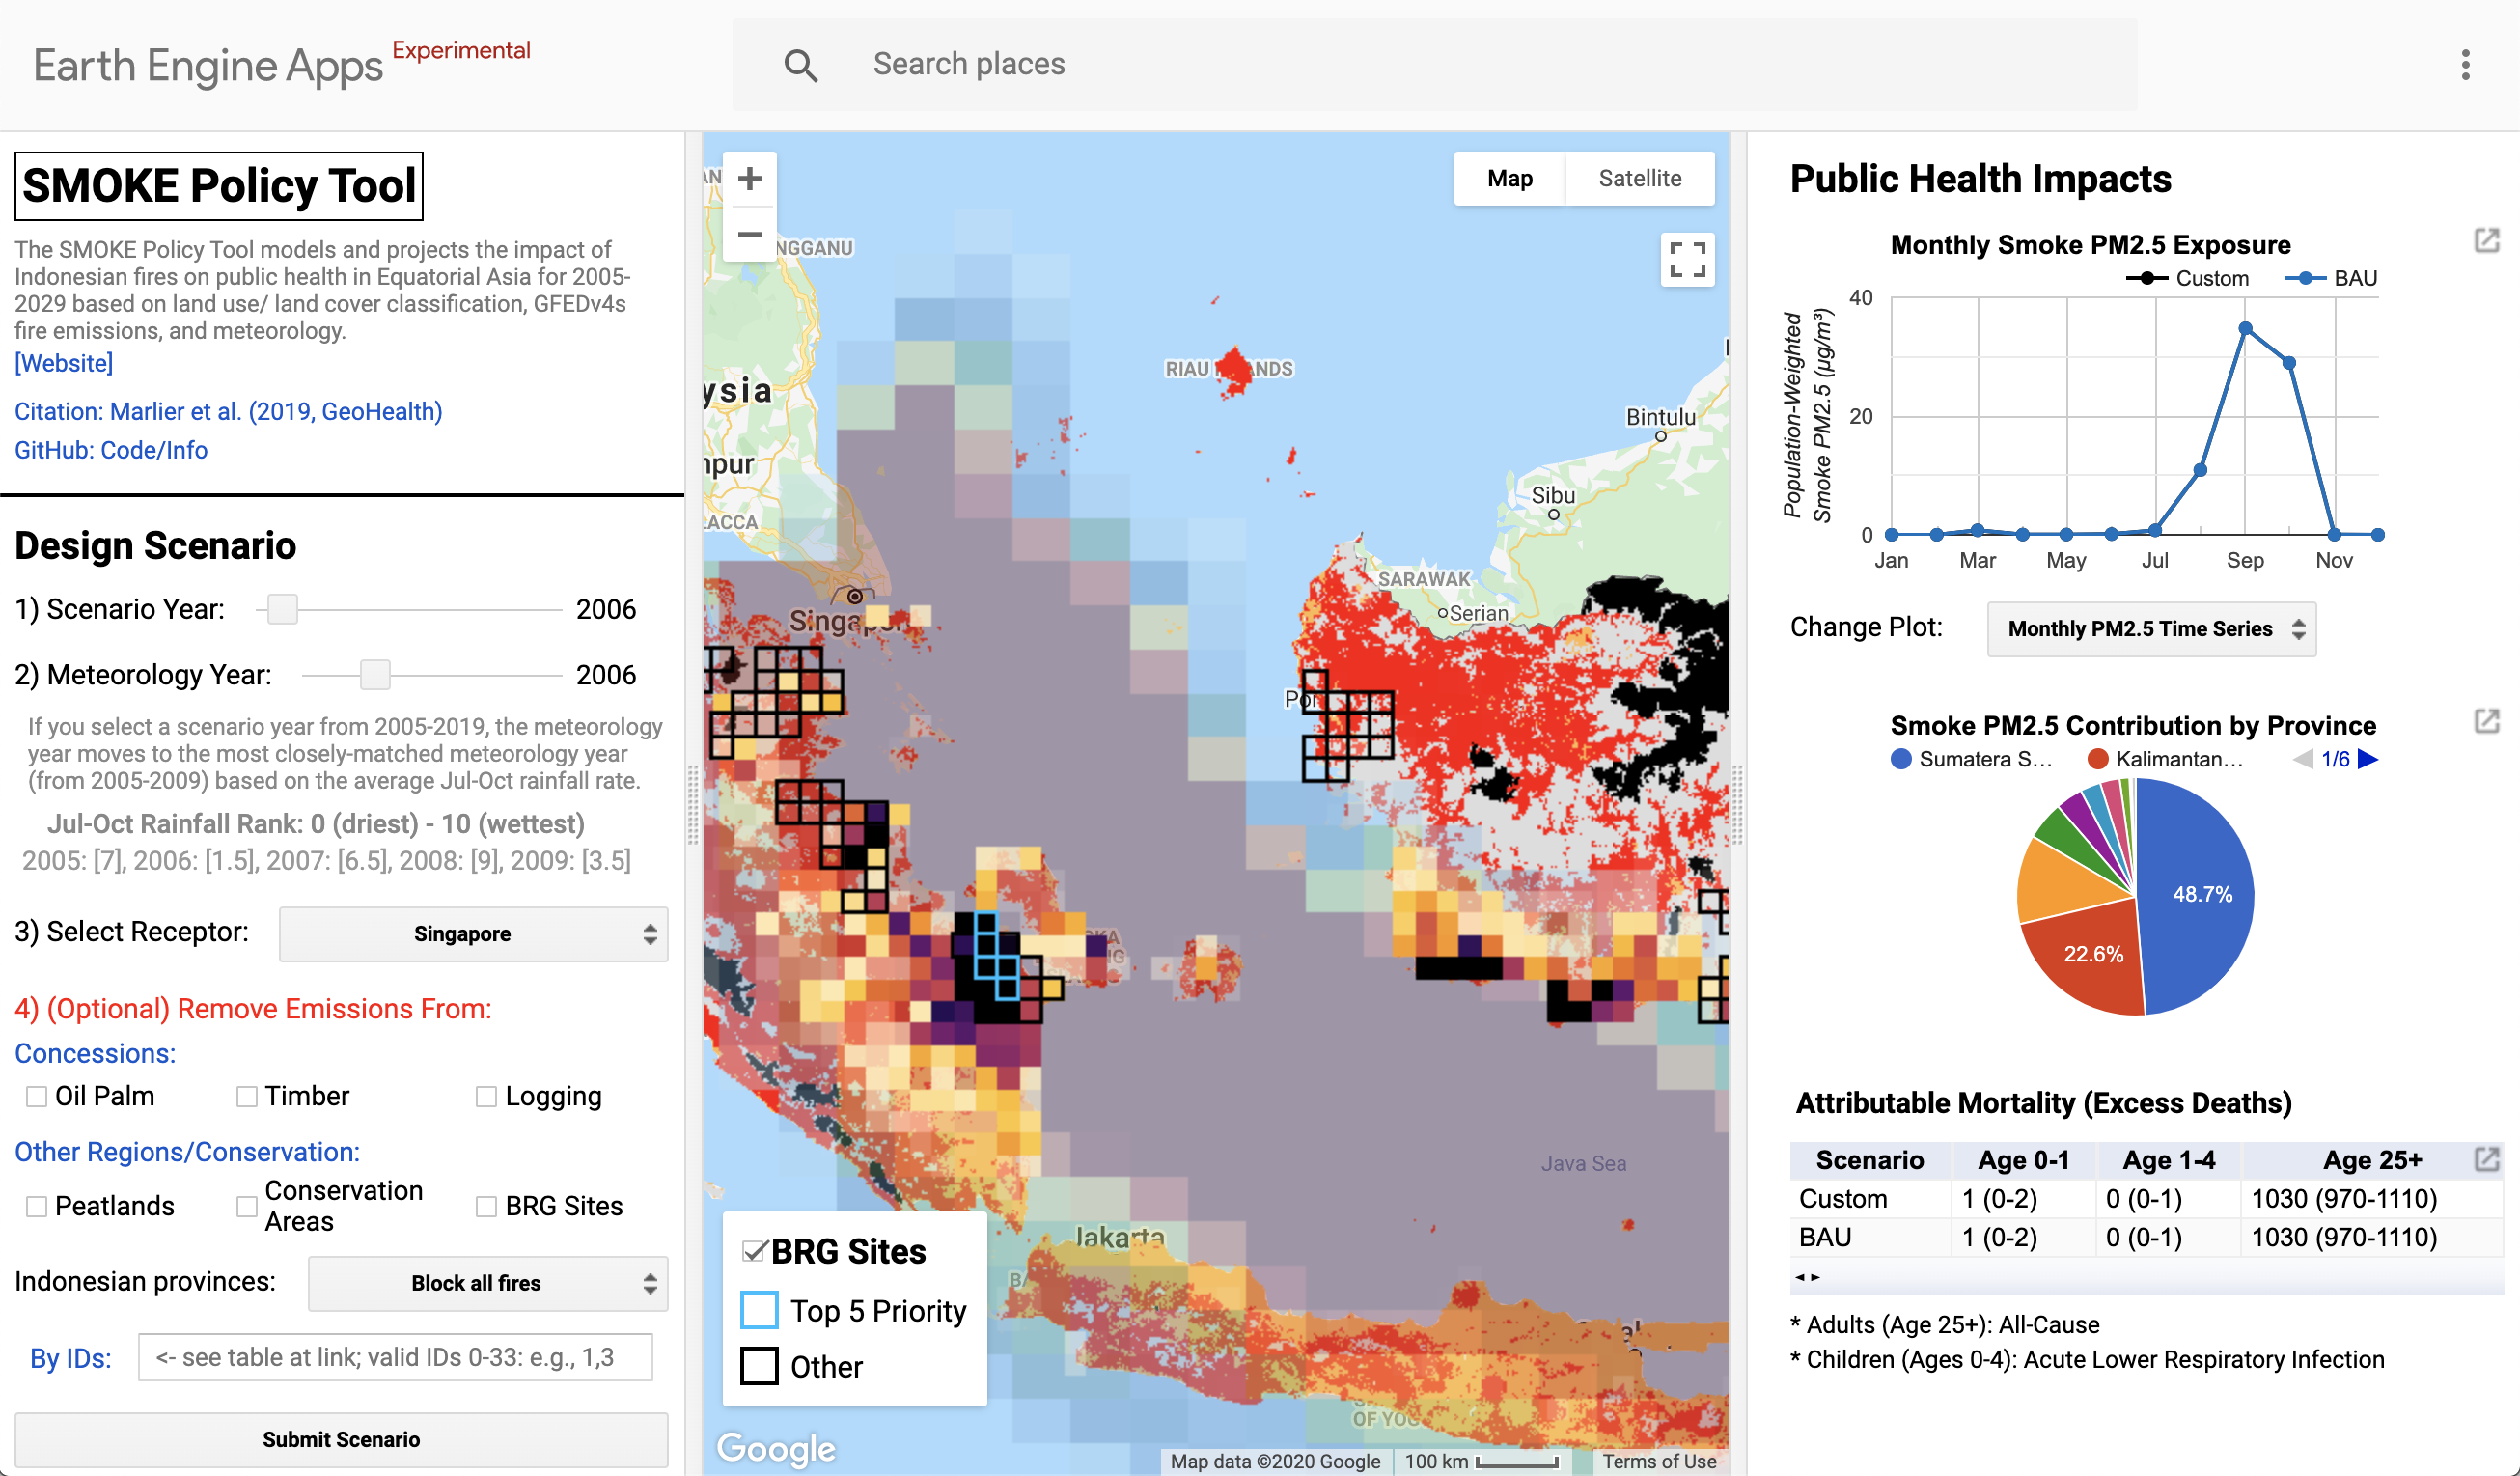 Earth Engine Apps Experimental
Search places
SMOKE Policy Tool
The SMOKE Policy Tool models and projects the impact of
Indonesian fires on public health in Equatorial Asia for 2005-
2029 based on land use/ land cover classification, GFEDv4s
fire emissions, and meteorology.
[Website]
Citation: Marlier et al. (2019, GeoHealth)
GitHub: Code/Info
Design Scenario
1) Scenario Year: 2006
2) Meteorology Year: 2006
If you select a scenario year from 2005-2019, the meteorology
year moves to the most closely-matched meteorology year
(from 2005-2009) based on the average Jul-Oct rainfall rate.
Jul-Oct Rainfall Rank: 0 (driest) - 10 (wettest)
2005: [7], 2006: [1.5], 2007: [6.5], 2008: [9], 2009: [3.5]
3) Select Receptor: Singapore
4) (Optional) Remove Emissions From:
Concessions:
Oil Palm Timber Logging
Other Regions/Conservation:
Peatlands Conservation Areas BRG Sites
Indonesian provinces: Block all fires
By IDs: <- see table at link; valid IDs 0-33: e.g., 1,3
Submit Scenario
+
−
Map Satellite
NGGANU
RIAU
ANDS
ysia
npur
LACCA
Bintulu
Sibu
SARAWAK
Serian
Singapor
Java Sea
Jakarta
OF YOG
BRG Sites
Top 5 Priority
Other
Google
Map data ©2020 Google 100 km Terms of Use
Public Health Impacts
Monthly Smoke PM2.5 Exposure
Custom BAU
Population-Weighted
Smoke PM2.5 (µg/m³)
40
20
0
Jan Mar May Jul Sep Nov
Change Plot: Monthly PM2.5 Time Series
Smoke PM2.5 Contribution by Province
Sumatera S... Kalimantan... 1/6
48.7%
22.6%
Attributable Mortality (Excess Deaths)
Scenario Age 0-1 Age 1-4 Age 25+
Custom 1 (0-2) 0 (0-1) 1030 (970-1110)
BAU 1 (0-2) 0 (0-1) 1030 (970-1110)
* Adults (Age 25+): All-Cause
* Children (Ages 0-4): Acute Lower Respiratory Infection